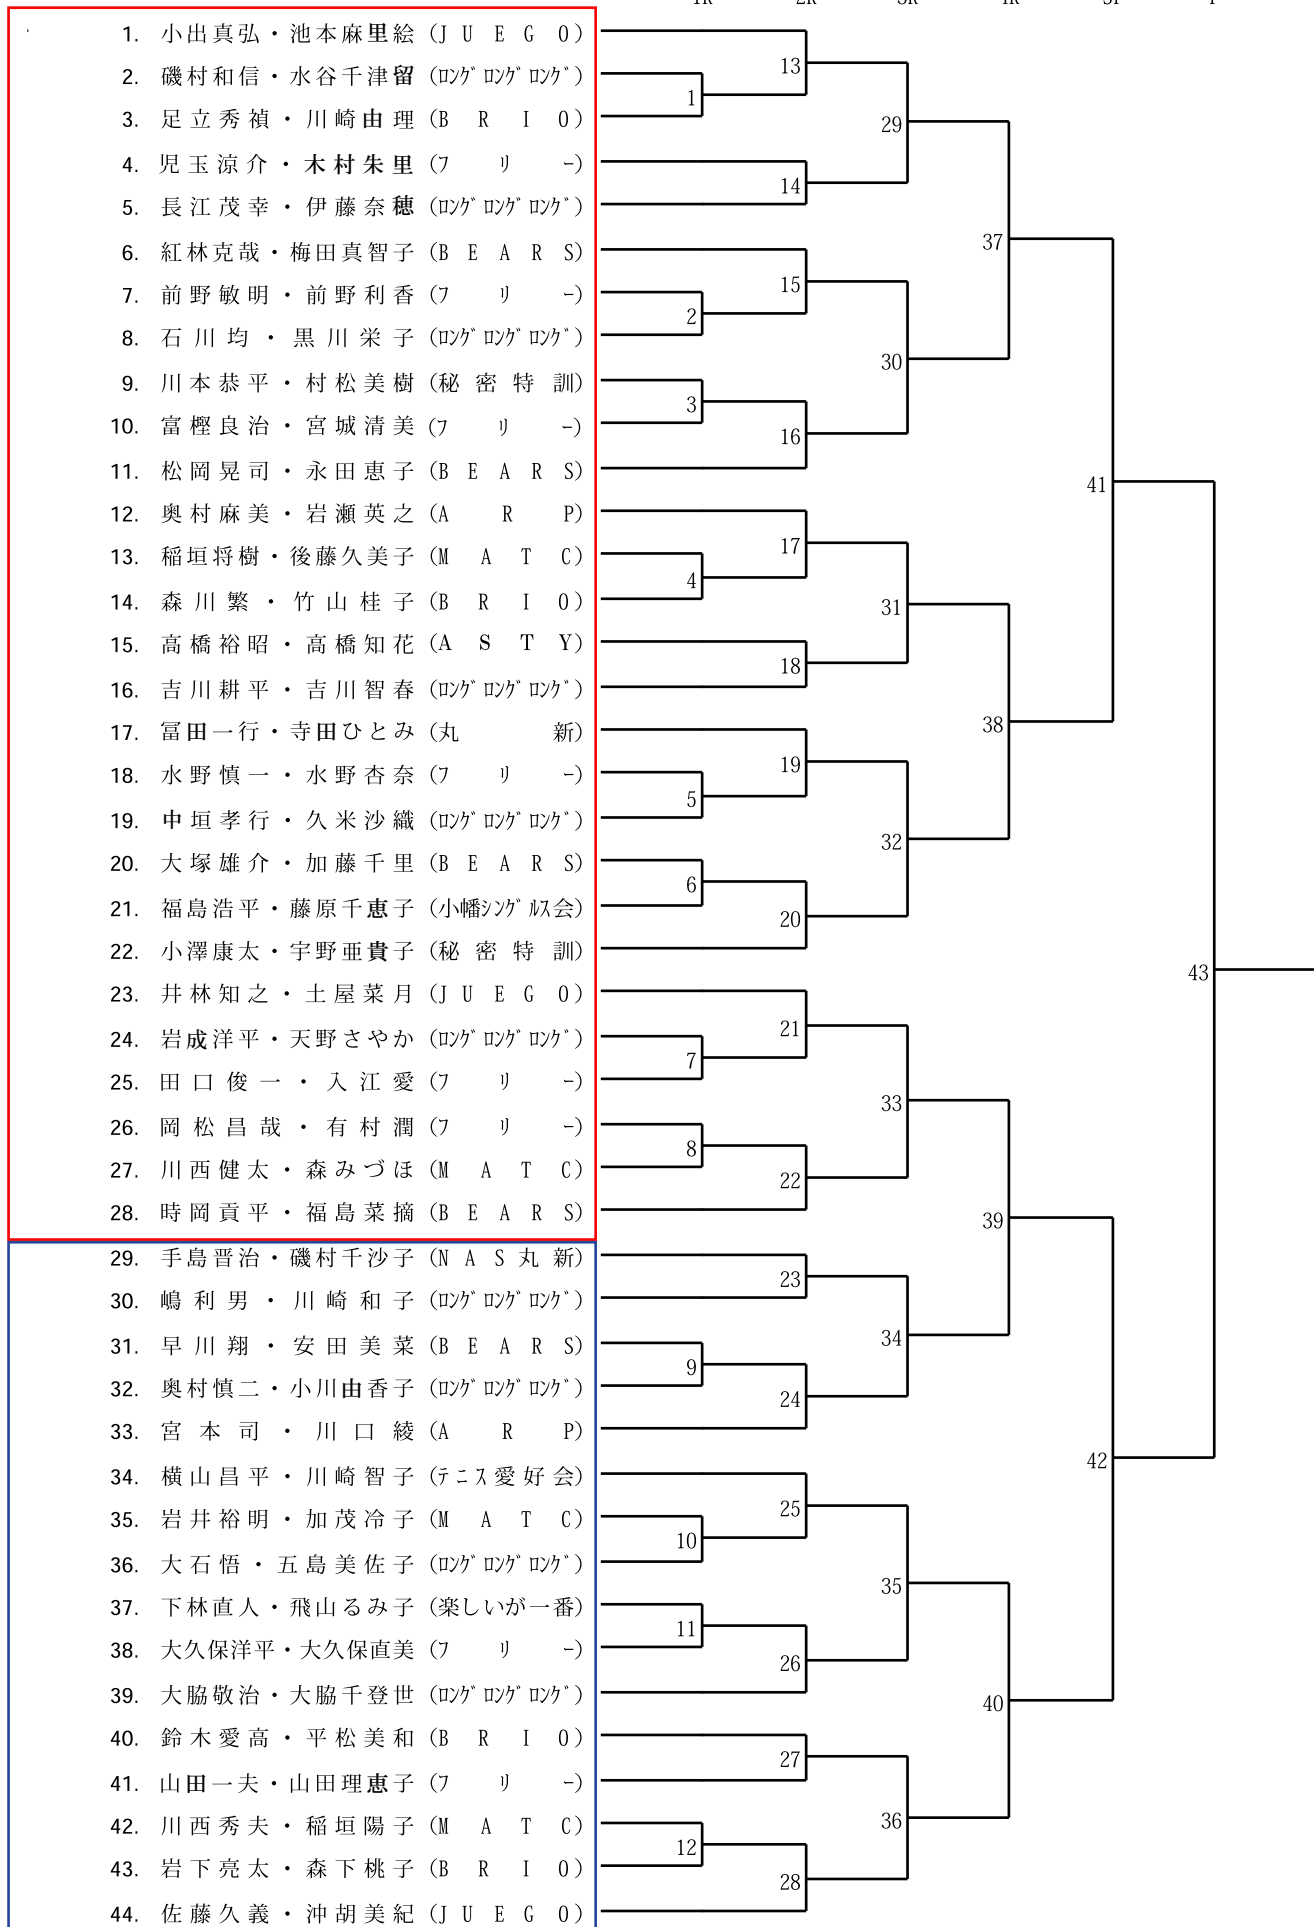 1. 小出真弘・池本麻里絵 (JUEGO)
2. 磯村和信・水谷千津留 (ﾛﾝｸﾞﾛﾝｸﾞﾛﾝｸﾞ)
3. 足立秀禎・川崎由理 (BRIO)
4. 児玉涼介・木村朱里 (フリー)
5. 長江茂幸・伊藤奈穂 (ﾛﾝｸﾞﾛﾝｸﾞﾛﾝｸﾞ)
6. 紅林克哉・梅田真智子 (BEARS)
7. 前野敏明・前野利香 (フリー)
8. 石川均・黒川栄子 (ﾛﾝｸﾞﾛﾝｸﾞﾛﾝｸﾞ)
9. 川本恭平・村松美樹 (秘密特訓)
10. 富樫良治・宮城清美 (フリー)
11. 松岡晃司・永田恵子 (BEARS)
12. 奥村麻美・岩瀬英之 (ARP)
13. 稲垣将樹・後藤久美子 (MATC)
14. 森川繁・竹山桂子 (BRIO)
15. 高橋裕昭・高橋知花 (ASTY)
16. 吉川耕平・吉川智春 (ﾛﾝｸﾞﾛﾝｸﾞﾛﾝｸﾞ)
17. 冨田一行・寺田ひとみ (丸新)
18. 水野慎一・水野杏奈 (フリー)
19. 中垣孝行・久米沙織 (ﾛﾝｸﾞﾛﾝｸﾞﾛﾝｸﾞ)
20. 大塚雄介・加藤千里 (BEARS)
21. 福島浩平・藤原千恵子 (小幡ｼﾝｸﾞﾙｽ会)
22. 小澤康太・宇野亜貴子 (秘密特訓)
23. 井林知之・土屋菜月 (JUEGO)
24. 岩成洋平・天野さやか (ﾛﾝｸﾞﾛﾝｸﾞﾛﾝｸﾞ)
25. 田口俊一・入江愛 (フリー)
26. 岡松昌哉・有村潤 (フリー)
27. 川西健太・森みづほ (MATC)
28. 時岡貢平・福島菜摘 (BEARS)
29. 手島晋治・磯村千沙子 (NAS丸新)
30. 嶋利男・川崎和子 (ﾛﾝｸﾞﾛﾝｸﾞﾛﾝｸﾞ)
31. 早川翔・安田美菜 (BEARS)
32. 奥村慎二・小川由香子 (ﾛﾝｸﾞﾛﾝｸﾞﾛﾝｸﾞ)
33. 宮本司・川口綾 (ARP)
34. 横山昌平・川崎智子 (ﾃﾆｽ愛好会)
35. 岩井裕明・加茂冷子 (MATC)
36. 大石悟・五島美佐子 (ﾛﾝｸﾞﾛﾝｸﾞﾛﾝｸﾞ)
37. 下林直人・飛山るみ子 (楽しいが一番)
38. 大久保洋平・大久保直美 (フリー)
39. 大脇敬治・大脇千登世 (ﾛﾝｸﾞﾛﾝｸﾞﾛﾝｸﾞ)
40. 鈴木愛高・平松美和 (BRIO)
41. 山田一夫・山田理恵子 (フリー)
42. 川西秀夫・稲垣陽子 (MATC)
43. 岩下亮太・森下桃子 (BRIO)
44. 佐藤久義・沖胡美紀 (JUEGO)
1
2
3
4
5
6
7
8
9
10
11
12
13
14
15
16
17
18
19
20
21
22
23
24
25
26
27
28
29
30
31
32
33
34
35
36
37
38
39
40
41
42
43